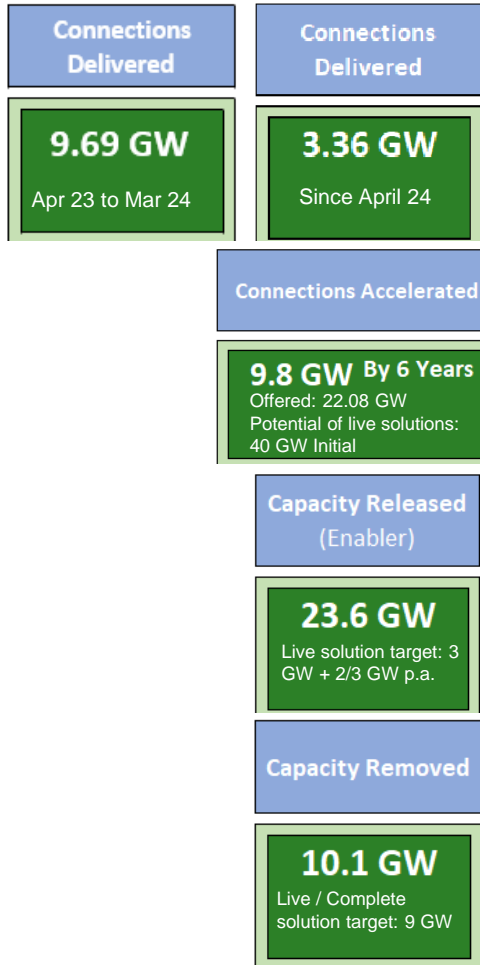 Connections
Delivered
9.69 GW
Apr 23 to Mar 24
Connections
Delivered
3.36 GW
Since April 24
Connections Accelerated
9.8 GW By 6 Years
Offered: 22.08 GW
Potential of live solutions:
40 GW Initial
Capacity Released
(Enabler)
23.6 GW
Live solution target: 3
GW + 2/3 GW p.a.
Capacity Removed
10.1 GW
Live / Complete
solution target: 9 GW